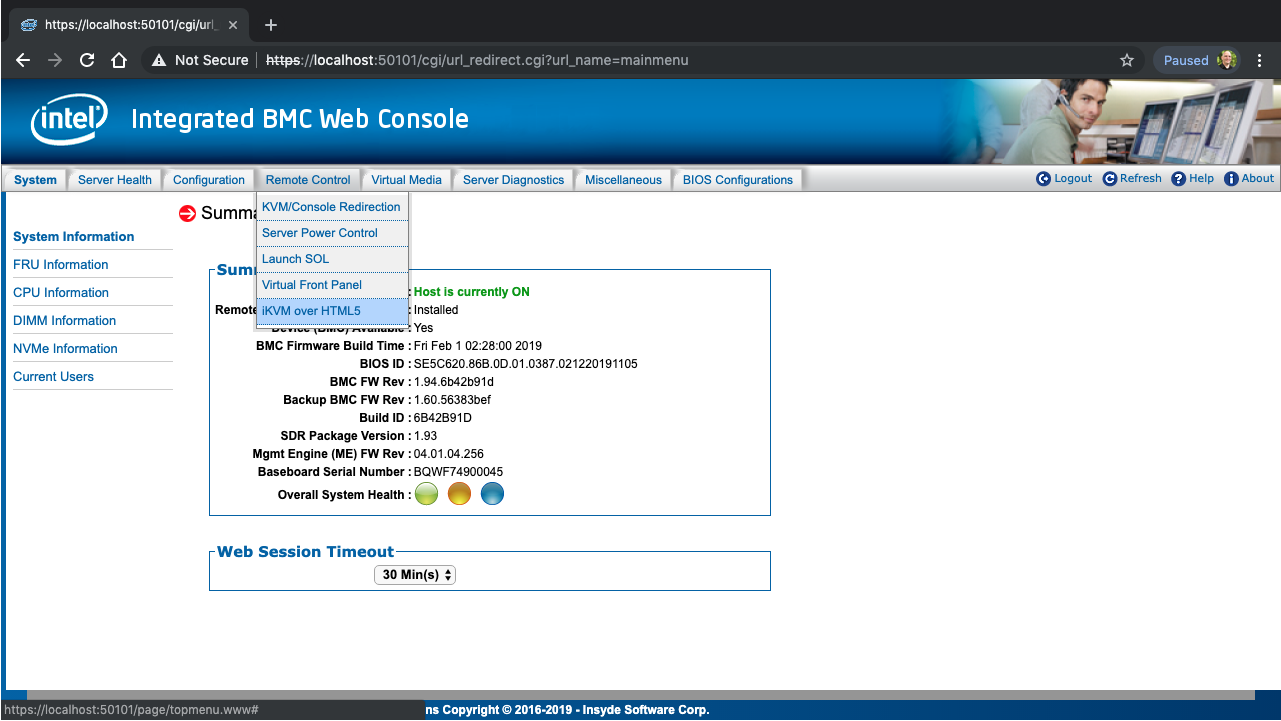 https://localhost:50101/cgi/url_
Not Secure
https://localhost:50101/cgi/url_redirect.cgi?url_name=mainmenu
Paused
intel
Integrated BMC Web Console
System
Server Health
Configuration
Remote Control
Virtual Media
Server Diagnostics
Miscellaneous
BIOS Configurations
Logout
Refresh
Help
About
KVM/Console Redirection
Server Power Control
Launch SOL
Virtual Front Panel
iKVM over HTML5
System Information
FRU Information
CPU Information
DIMM Information
NVMe Information
Current Users
Summa
Sum
: Host is currently ON
Remote : Installed
Device (BMC) Available : Yes
BMC Firmware Build Time : Fri Feb 1 02:28:00 2019
BIOS ID : SE5C620.86B.0D.01.0387.021220191105
BMC FW Rev : 1.94.6b42b91d
Backup BMC FW Rev : 1.60.56383bef
Build ID : 6B42B91D
SDR Package Version : 1.93
Mgmt Engine (ME) FW Rev : 04.01.04.256
Baseboard Serial Number : BQWF74900045
Overall System Health :
Web Session Timeout
30 Min(s)
https://localhost:50101/page/topmenu.www#
ns Copyright © 2016-2019 - Insyde Software Corp.